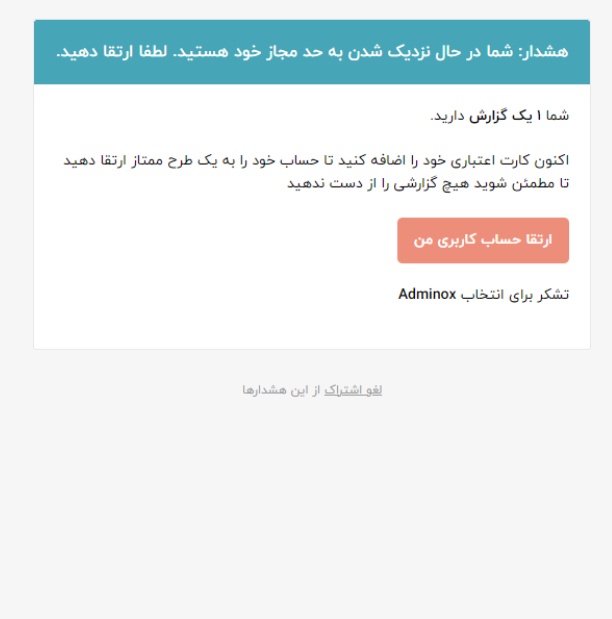 هشدار: شما در حال نزدیک شدن به حد مجاز خود هستید. لطفا ارتقا دهید.
شما ۱ یک گزارش دارید.
اکنون کارت اعتباری خود را اضافه کنید تا حساب خود را به یک طرح ممتاز ارتقا دهید
تا مطمئن شوید هیچ گزارشی را از دست ندهید
ارتقا حساب کاربری من
تشکر برای انتخاب Adminox
لغو اشتراک از این هشدارها